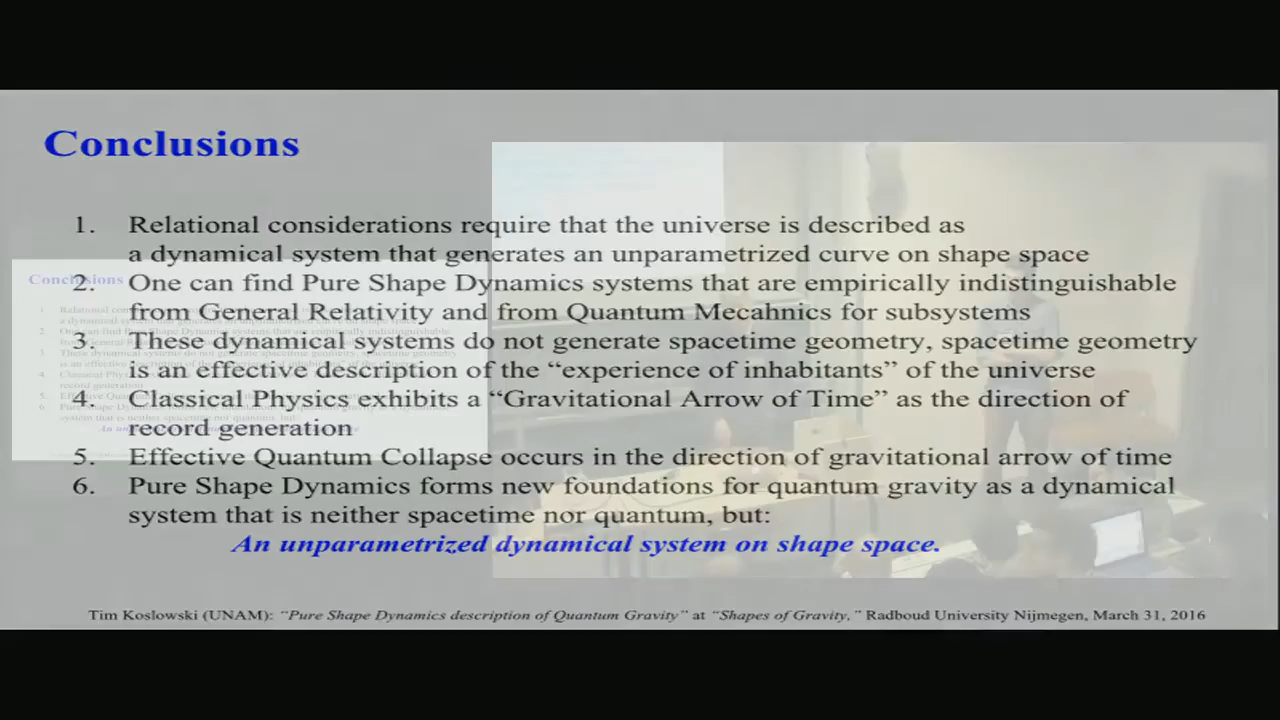 Conclusions
1. Relational considerations require that the universe is described as
a dynamical system that generates an unparametrized curve on shape space
2. One can find Pure Shape Dynamics systems that are empirically indistinguishable
from General Relativity and from Quantum Mecahnics for subsystems
3. These dynamical systems do not generate spacetime geometry, spacetime geometry
is an effective description of the “experience of inhabitants” of the universe
4. Classical Physics exhibits a “Gravitational Arrow of Time” as the direction of
record generation
5. Effective Quantum Collapse occurs in the direction of gravitational arrow of time
6. Pure Shape Dynamics forms new foundations for quantum gravity as a dynamical
system that is neither spacetime nor quantum, but:
An unparametrized dynamical system on shape space.
Tim Koslowski (UNAM): “Pure Shape Dynamics description of Quantum Gravity” at “Shapes of Gravity,” Radboud University Nijmegen, March 31, 2016
Conclusions